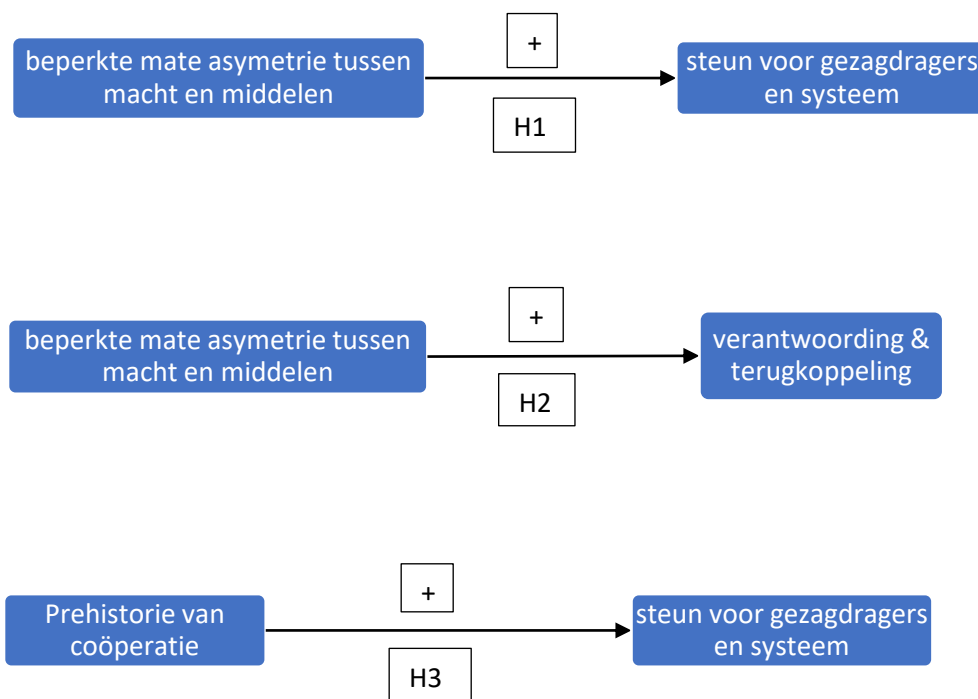 +
beperkte mate asymetrie tussen
macht en middelen
steun voor gezagdragers
en systeem
H1
+
beperkte mate asymetrie tussen
macht en middelen
verantwoording &
terugkoppeling
H2
+
Prehistorie van
coöperatie
steun voor gezagdragers
en systeem
H3